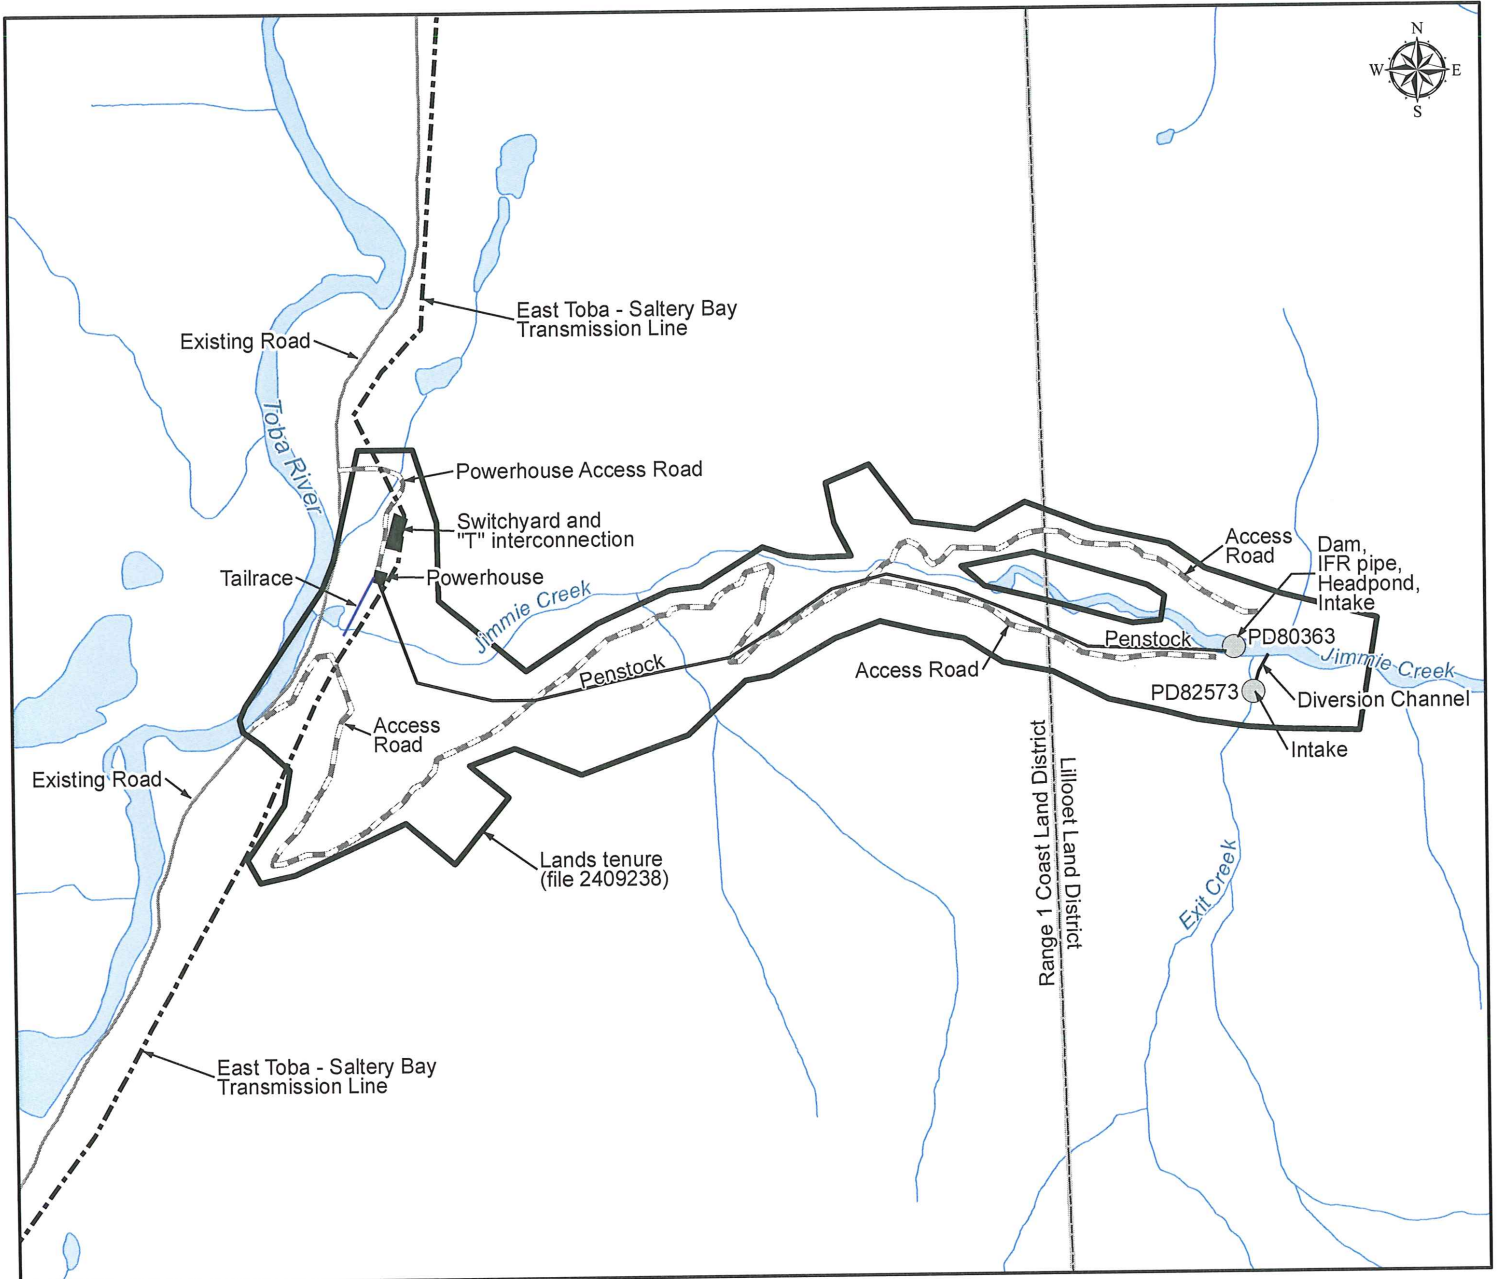 N
W E
S
East Toba - Saltery Bay
Transmission Line
Existing Road
Toba River
Powerhouse Access Road
Switchyard and
"T" interconnection
Tailrace
Powerhouse
Jimmie Creek
Access
Road
Dam,
IFR pipe,
Headpond,
Intake
Penstock
PD80363
Jimmie Creek
Penstock
Access Road
PD82573
Diversion Channel
Intake
Access
Road
Existing Road
Range 1 Coast Land District
Lillooet Land District
Lands tenure
(file 2409238)
Exit Creek
East Toba - Saltery Bay
Transmission Line